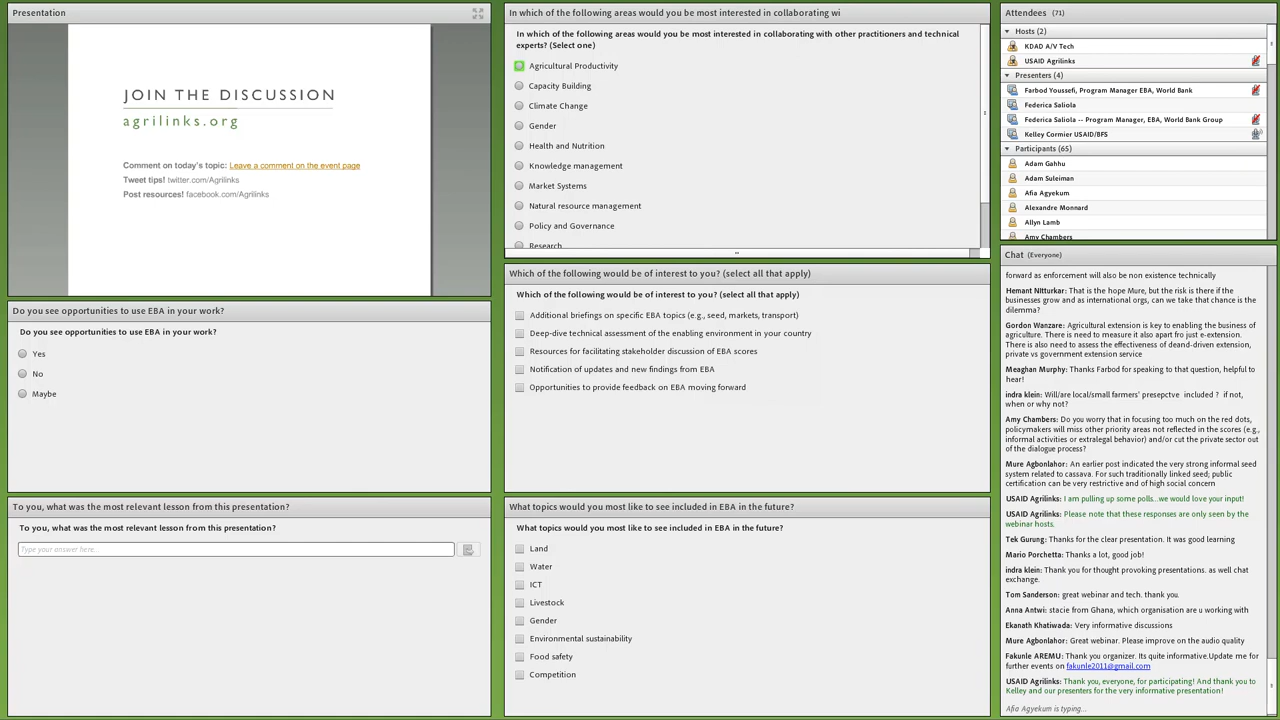 Presentation
JOIN THE DISCUSSION
agrilinks.org
Comment on today's topic: Leave a comment on the event page
Tweet tips! twitter.com/Agrilinks
Post resources! facebook.com/Agrilinks
Do you see opportunities to use EBA in your work?
Do you see opportunities to use EBA in your work?
Yes
No
Maybe
To you, what was the most relevant lesson from this presentation?
To you, what was the most relevant lesson from this presentation?
Type your answer here...
In which of the following areas would you be most interested in collaborating wi
In which of the following areas would you be most interested in collaborating with other practitioners and technical
experts? (Select one)
Agricultural Productivity
Capacity Building
Climate Change
Gender
Health and Nutrition
Knowledge management
Market Systems
Natural resource management
Policy and Governance
Research
Which of the following would be of interest to you? (select all that apply)
Which of the following would be of interest to you? (select all that apply)
Additional briefings on specific EBA topics (e.g., seed, markets, transport)
Deep-dive technical assessment of the enabling environment in your country
Resources for facilitating stakeholder discussion of EBA scores
Notification of updates and new findings from EBA
Opportunities to provide feedback on EBA moving forward
What topics would you most like to see included in EBA in the future?
What topics would you most like to see included in EBA in the future?
Land
Water
ICT
Livestock
Gender
Environmental sustainability
Food safety
Competition
Attendees (71)
Hosts (2)
KDAD A/V Tech
USAID Agrilinks
Presenters (4)
Farbod Youssefi, Program Manager EBA, World Bank
Federica Saliola
Federica Saliola -- Program Manager, EBA, World Bank Group
Kelley Cormier USAID/BFS
Participants (65)
Adam Gahhu
Adam Suleiman
Afia Agyekum
Alexandre Monnard
Allyn Lamb
Amy Chambers
Chat (Everyone)
forward as enforcement will also be non existence technically
Hemant NItturkar: That is the hope Mure, but the risk is there if the
businesses grow and as international orgs, can we take that chance is the
dilemma?
Gordon Wanzare: Agricultural extension is key to enabling the business of
agriculture. There is need to measure it also apart fro just e-extension.
There is also need to assess the effectiveness of deand-driven extension,
private vs government extension service
Meaghan Murphy: Thanks Farbod for speaking to that question, helpful to
hear!
indra klein: Will/are local/small farmers' presepctve included ? if not,
when or why not?
Amy Chambers: Do you worry that in focusing too much on the red dots,
policymakers will miss other priority areas not reflected in the scores (e.g.,
informal activities or extralegal behavior) and/or cut the private sector out
of the dialogue process?
Mure Agbonlahor: An earlier post indicated the very strong informal seed
system related to cassava. For such traditionally linked seed; public
certification can be very restrictive and of high social concern
USAID Agrilinks: I am pulling up some polls...we would love your input!
USAID Agrilinks: Please note that these responses are only seen by the
webinar hosts.
Tek Gurung: Thanks for the clear presentation. It was good learning
Mario Porchetta: Thanks a lot, good job!
indra klein: Thank you for thought provoking presentations. as well chat
exchange.
Tom Sanderson: great webinar and tech. thank you.
Anna Antwi: stacie from Ghana, which organisation are u working with
Ekanath Khatiwada: Very informative discussions
Mure Agbonlahor: Great webinar. Please improve on the audio quality
Fakunle AREMU: Thank you organizer. Its quite informative.Update me for
further events on fakunle2011@gmail.com
USAID Agrilinks: Thank you, everyone, for participating! And thank you to
Kelley and our presenters for the very informative presentation!
Afia Agyekum is typing...